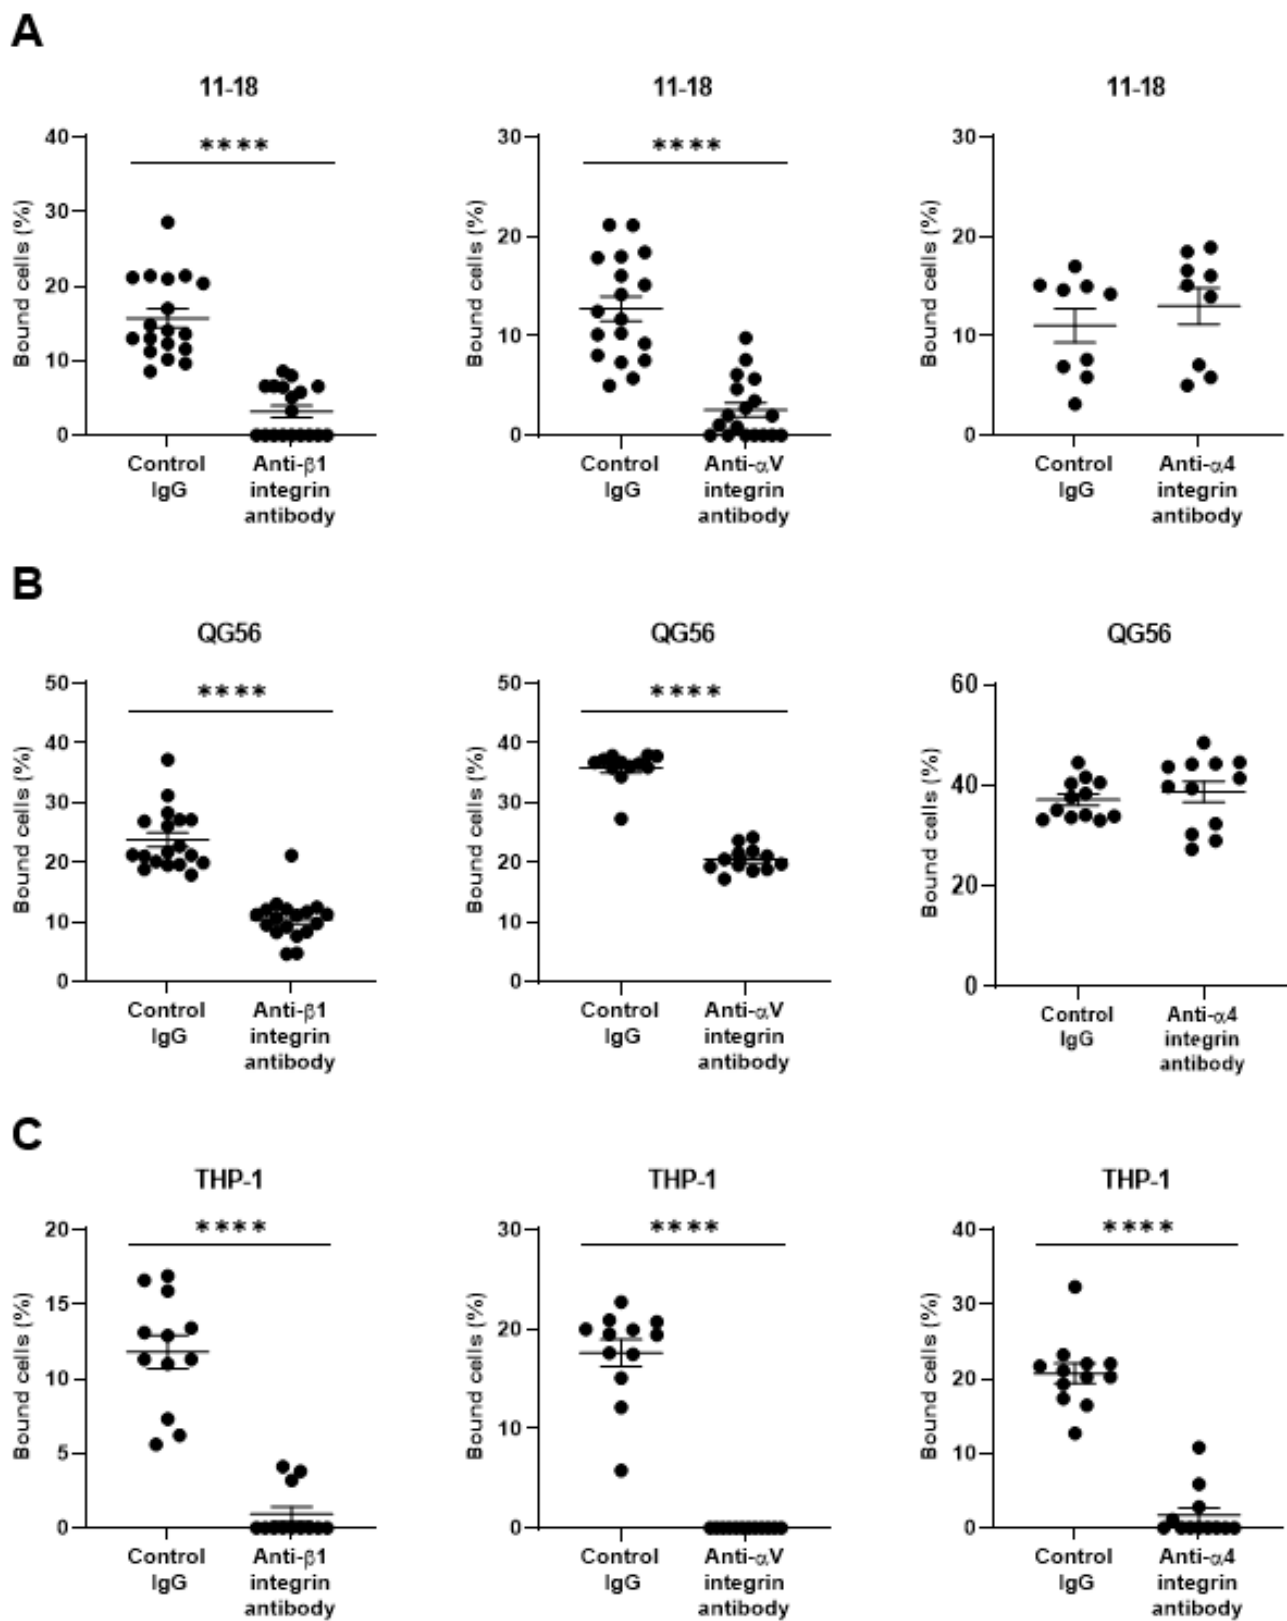 A
11-18
11-18
11-18
40
30
20
10
0
Bound cells (%)
****
Control
IgG
Anti-β1
integrin
antibody
30
20
10
0
Bound cells (%)
****
Control
IgG
Anti-αV
integrin
antibody
30
20
10
0
Bound cells (%)
Control
IgG
Anti-α4
integrin
antibody
B
QG56
QG56
QG56
50
40
30
20
10
0
Bound cells (%)
****
Control
IgG
Anti-β1
integrin
antibody
50
40
30
20
10
0
Bound cells (%)
****
Control
IgG
Anti-αV
integrin
antibody
60
40
20
0
Bound cells (%)
Control
IgG
Anti-α4
integrin
antibody
C
THP-1
THP-1
THP-1
20
15
10
5
0
Bound cells (%)
****
Control
IgG
Anti-β1
integrin
antibody
30
20
10
0
Bound cells (%)
****
Control
IgG
Anti-αV
integrin
antibody
40
30
20
10
0
Bound cells (%)
****
Control
IgG
Anti-α4
integrin
antibody